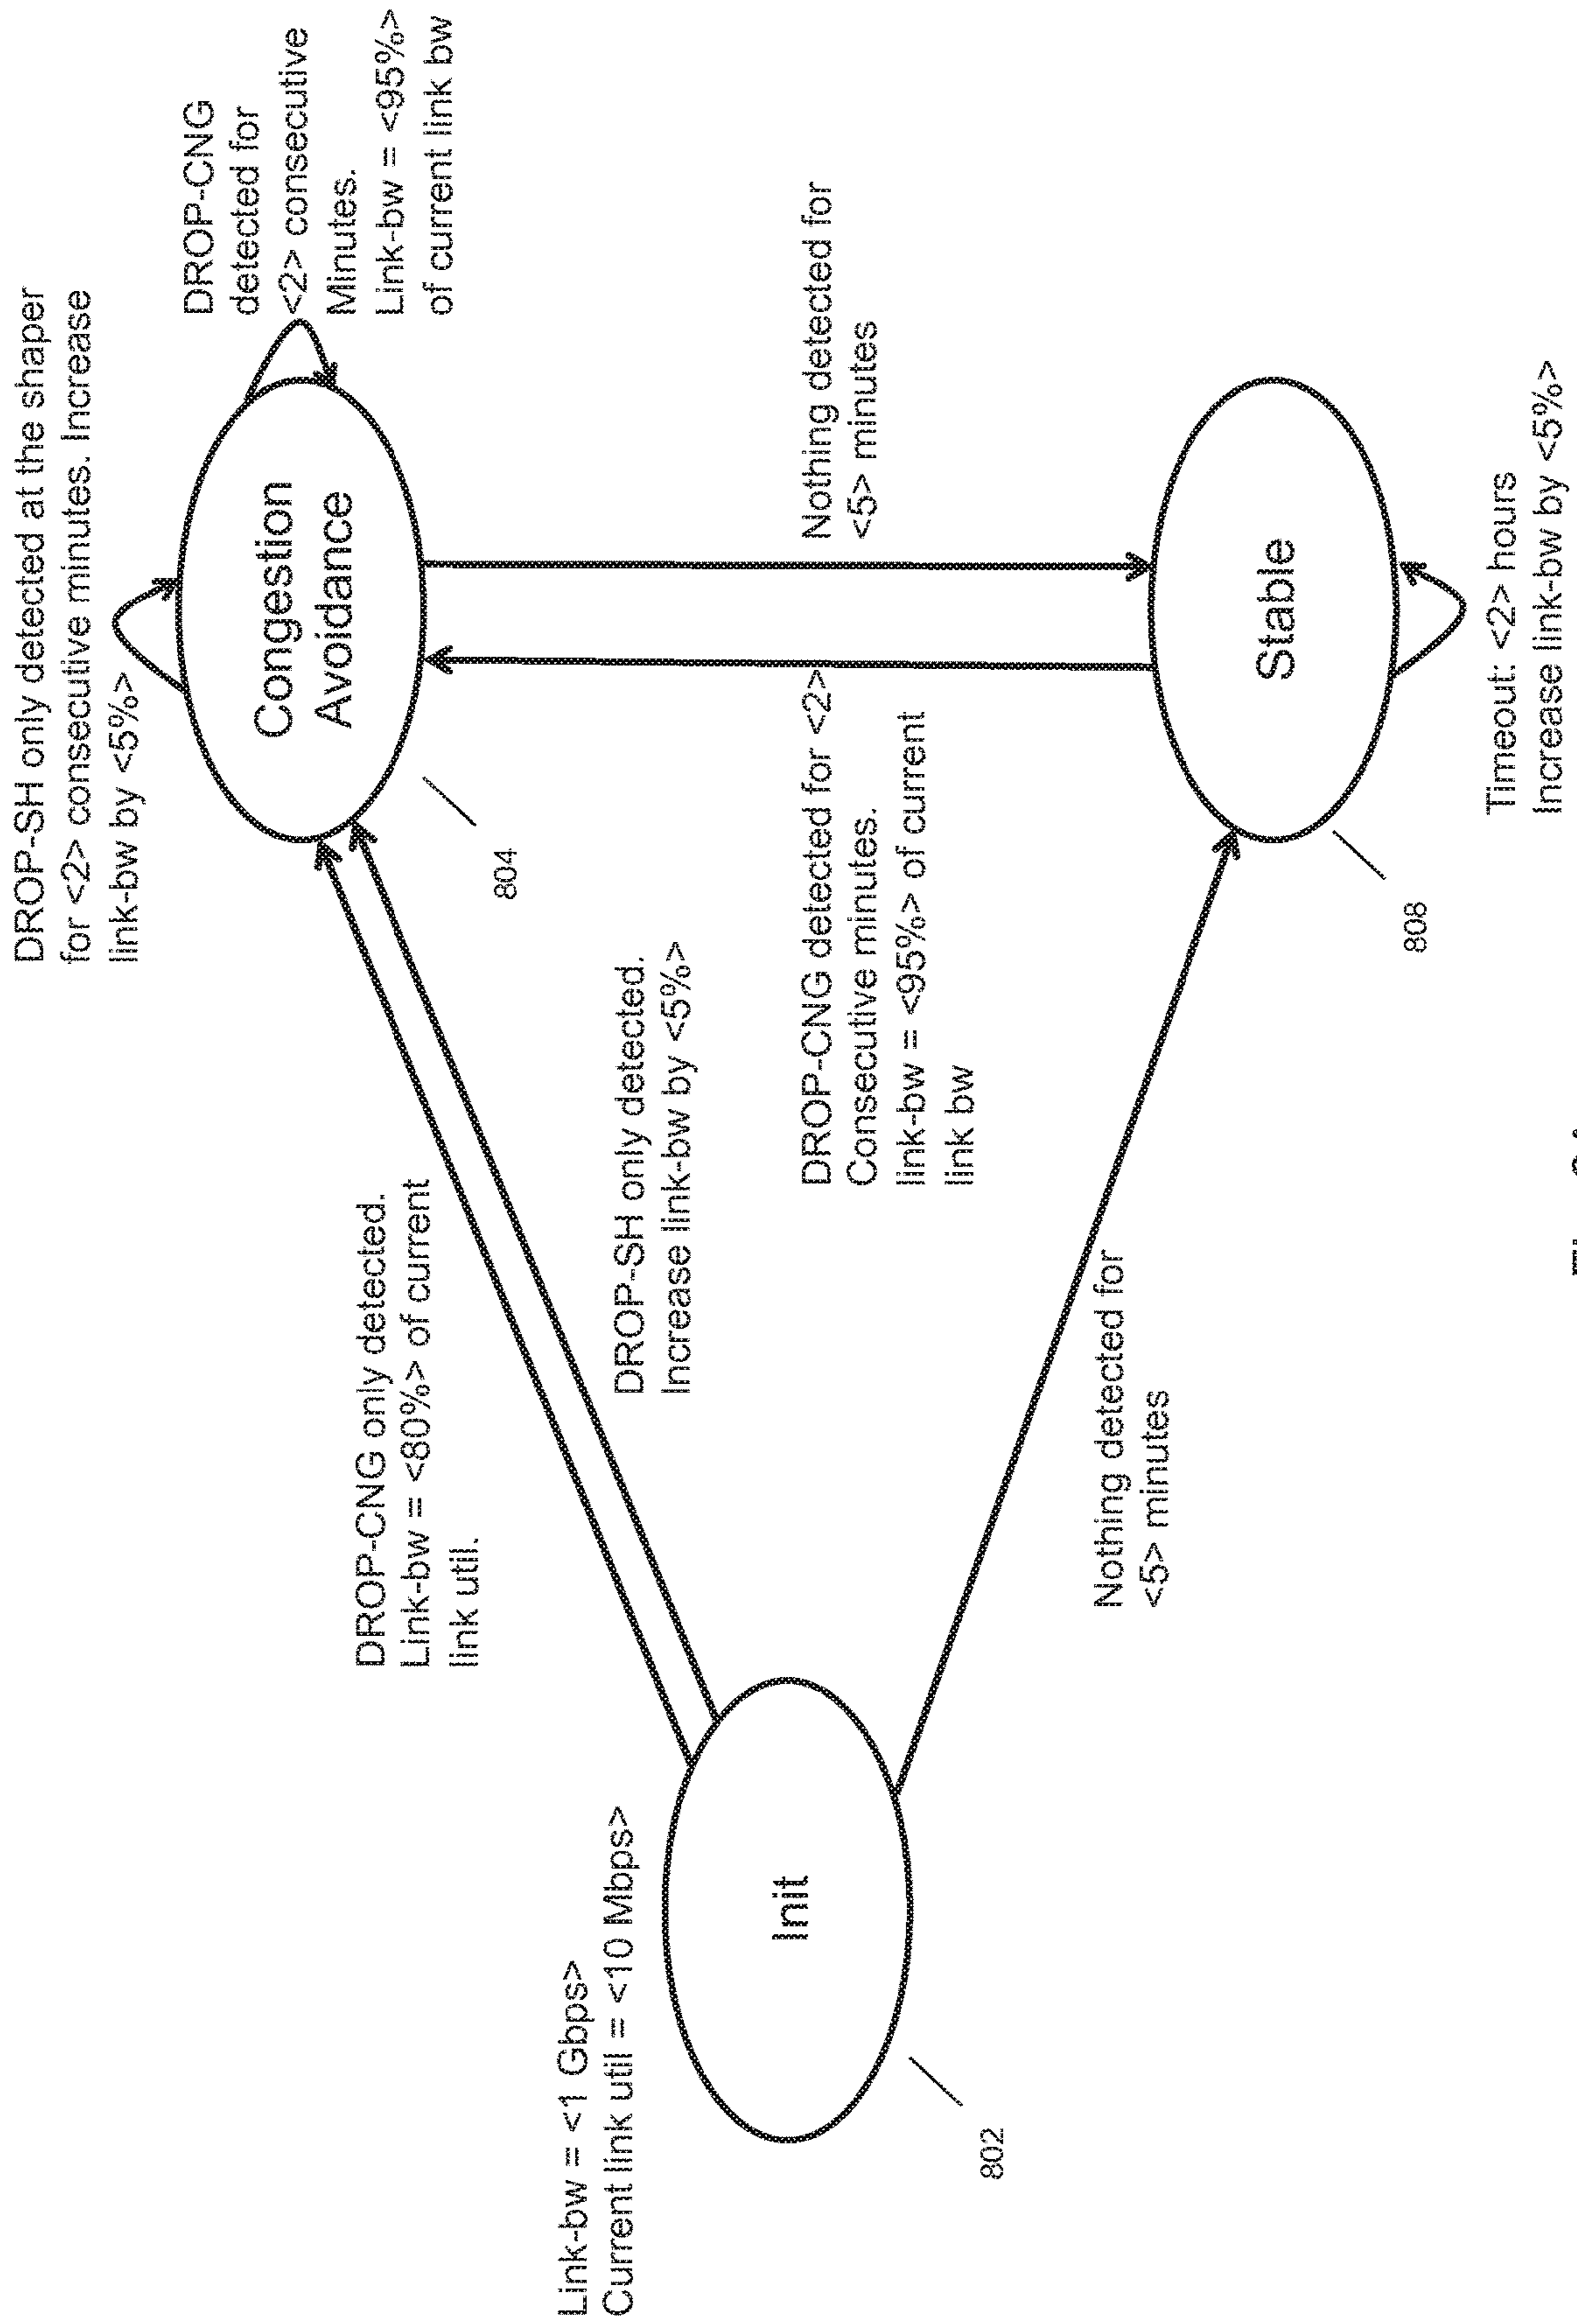 DROP-SH only detected at the shaper
for <2> consecutive minutes. Increase
link-bw by <5%>
DROP-CNG
detected for
<2> consecutive
Minutes.
Link-bw = <95%>
of current link bw
Congestion
Avoidance
804
DROP-CNG only detected.
Link-bw = <80%> of current
link util.
DROP-SH only detected.
Increase link-bw by <5%>
Link-bw = <1 Gbps>
Current link util = <10 Mbps>
Init
802
Nothing detected for
<5> minutes
DROP-CNG detected for <2>
Consecutive minutes.
link-bw = <95%> of current
link bw
Nothing detected for
<5> minutes
Stable
808
Timeout: <2> hours
Increase link-bw by <5%>